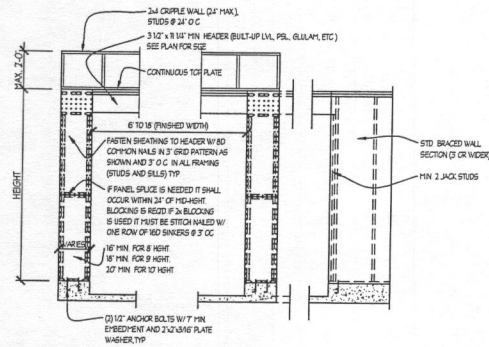 2x4 CRIPPLE WALL (24" MAX.),
STUDS @ 24" O C
3 1/2" x 11 1/4" MIN HEADER (BUILT-UP LVL, PSL, GLULAM, ETC )
SEE PLAN FOR SIZE
CONTINUOUS TOP PLATE
MAX. 2'-0"
6' TO 18' (FINISHED WIDTH)
FASTEN SHEATHING TO HEADER W/ 8D
COMMON NAILS IN 3" GRID PATTERN AS
SHOWN AND 3" O C IN ALL FRAMING
(STUDS AND SILLS) TYP
STD BRACED WALL
SECTION (3' OR WIDER)
MIN 2 JACK STUDS
HEIGHT
IF PANEL SPLICE IS NEEDED IT SHALL
OCCUR WITHIN 24" OF MID-HGHT.
BLOCKING IS REQ'D IF 2x BLOCKING
IS USED IT MUST BE STITCH NAILED W/
ONE ROW OF 16D SINKERS @ 3" OC
VARIES
16" MIN. FOR 8' HGHT
18" MIN. FOR 9' HGHT.
20" MIN FOR 10' HGHT
(2) 1/2" ANCHOR BOLTS W/ 7" MIN.
EMBEDMENT AND 2"x2"x3/16" PLATE
WASHER, TYP